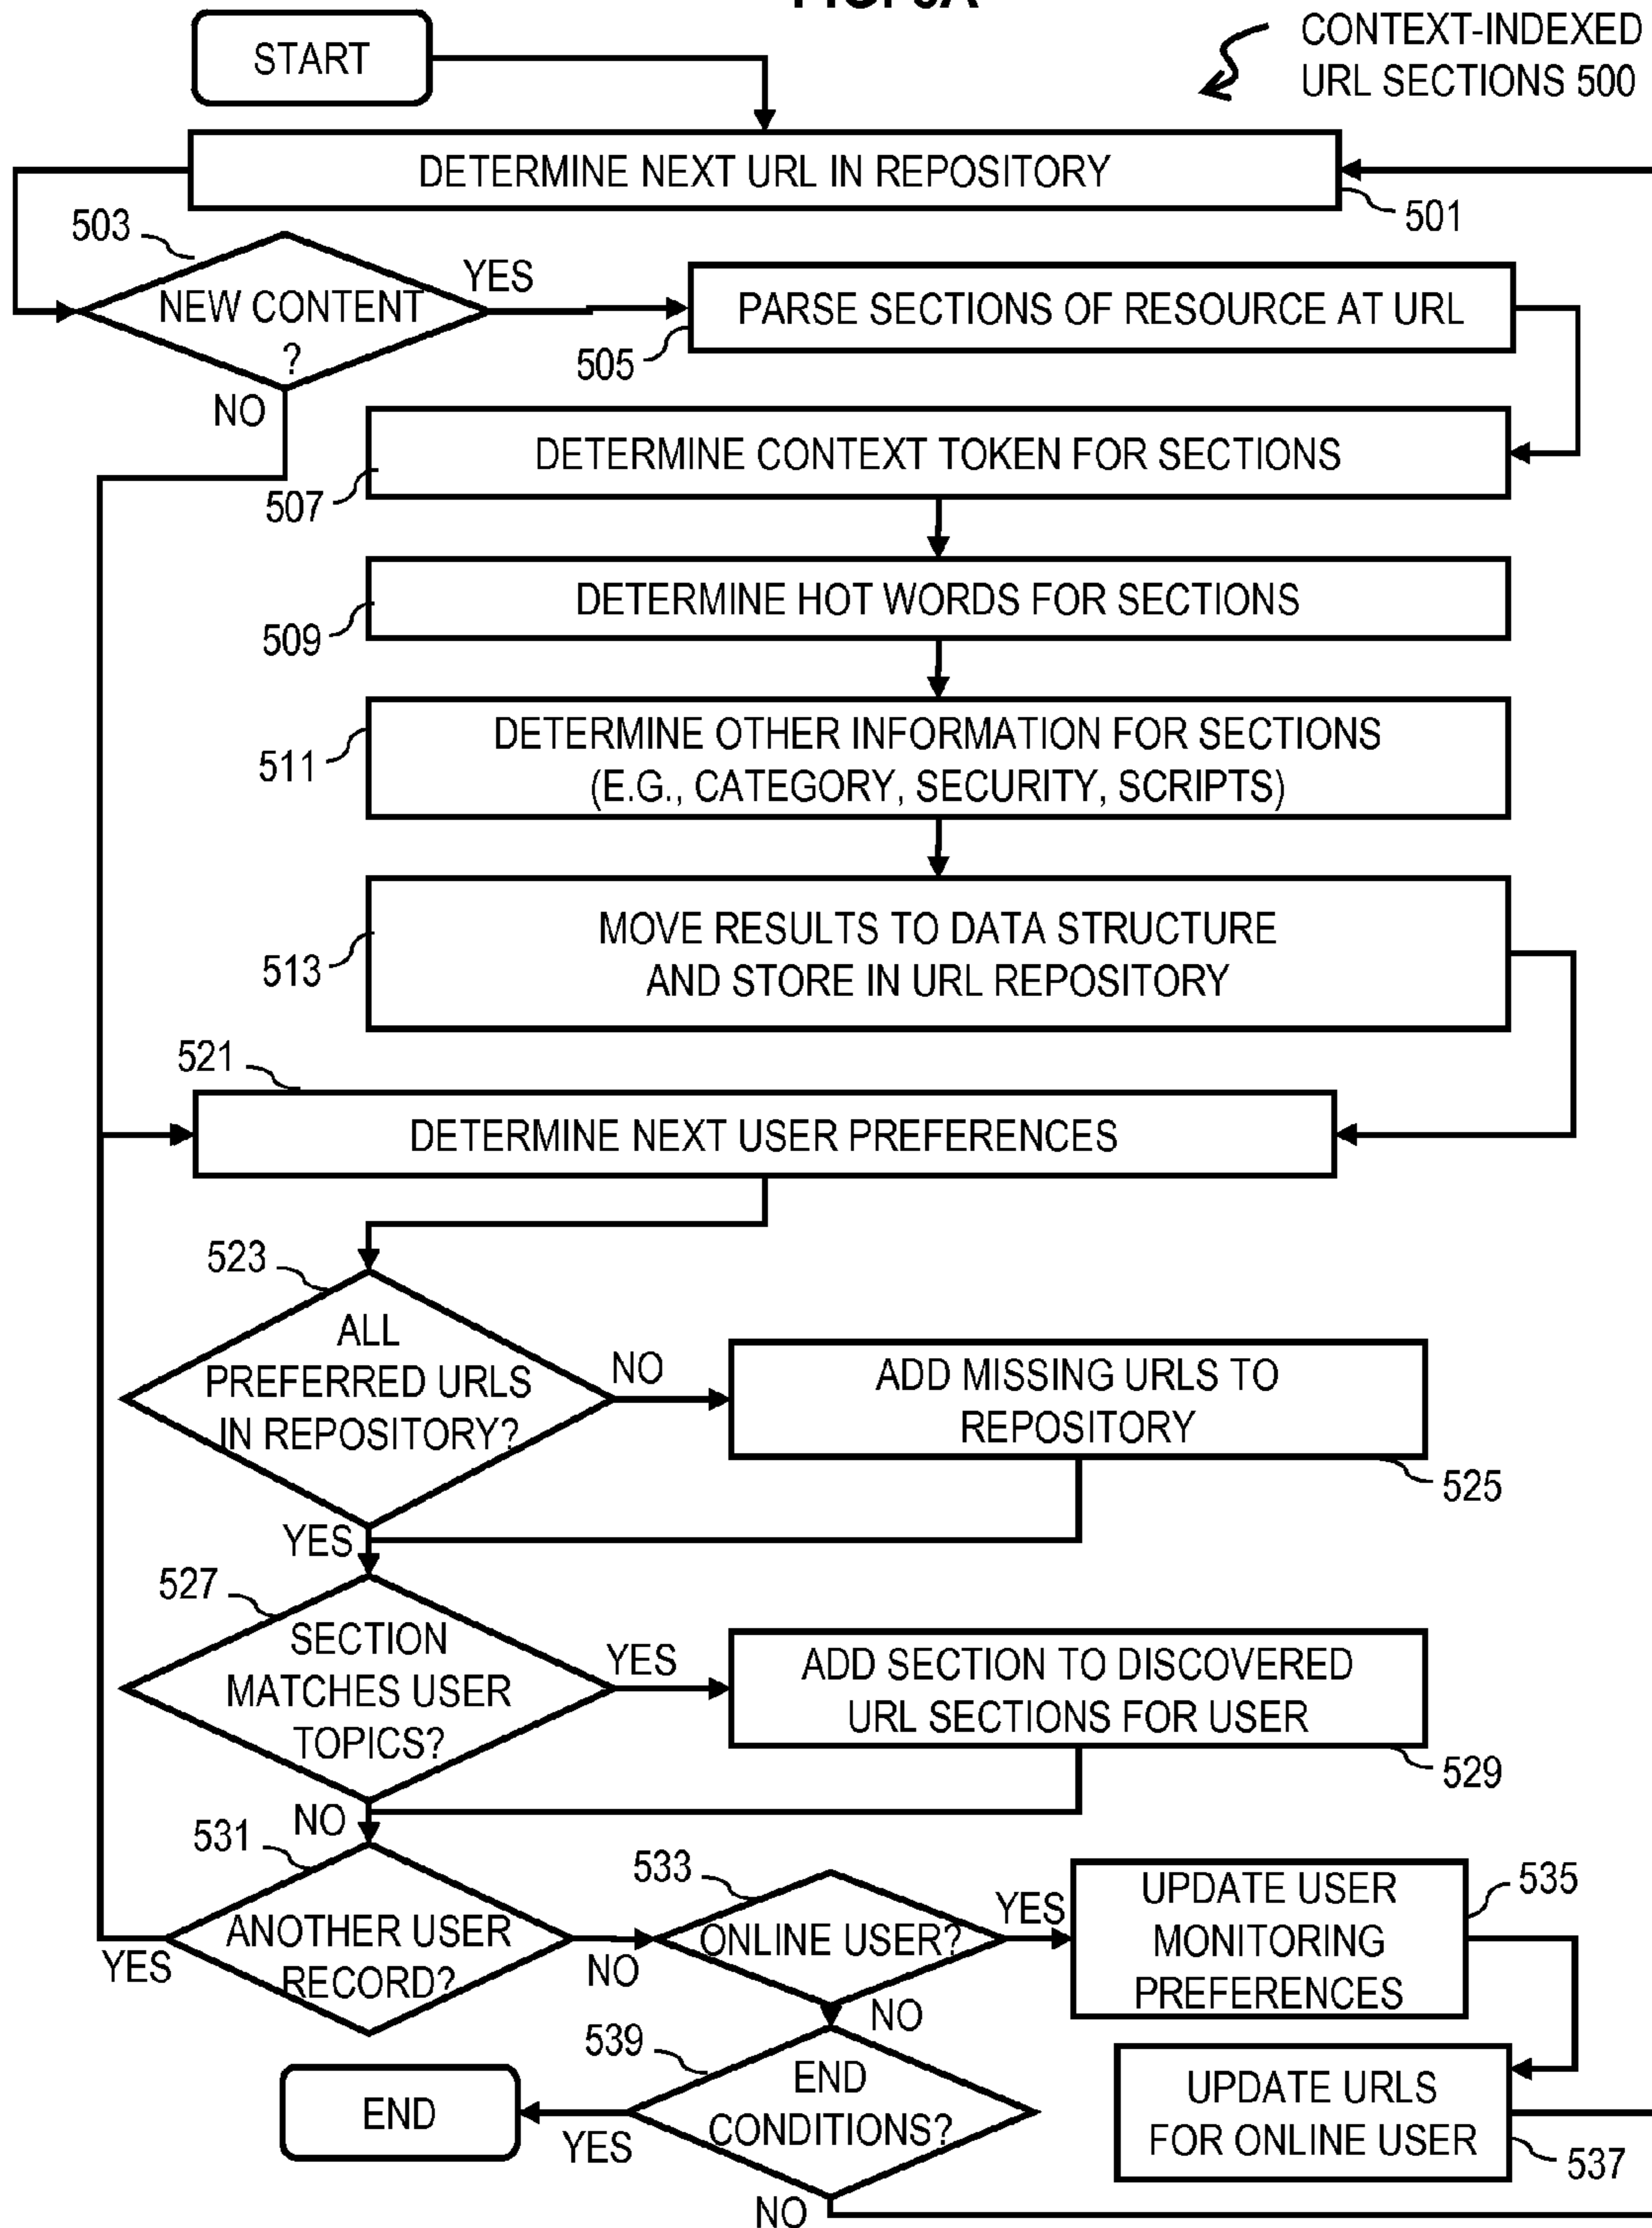 START
CONTEXT-INDEXED
URL SECTIONS 500
DETERMINE NEXT URL IN REPOSITORY
501
503
NEW CONTENT
?
YES
NO
PARSE SECTIONS OF RESOURCE AT URL
505
DETERMINE CONTEXT TOKEN FOR SECTIONS
507
DETERMINE HOT WORDS FOR SECTIONS
509
DETERMINE OTHER INFORMATION FOR SECTIONS
(E.G., CATEGORY, SECURITY, SCRIPTS)
511
MOVE RESULTS TO DATA STRUCTURE
AND STORE IN URL REPOSITORY
513
521
DETERMINE NEXT USER PREFERENCES
523
ALL
PREFERRED URLS
IN REPOSITORY?
NO
ADD MISSING URLS TO
REPOSITORY
525
YES
527
SECTION
MATCHES USER
TOPICS?
YES
ADD SECTION TO DISCOVERED
URL SECTIONS FOR USER
529
NO
531
ANOTHER USER
RECORD?
YES
NO
533
ONLINE USER?
YES
NO
UPDATE USER
MONITORING
PREFERENCES
535
UPDATE URLS
FOR ONLINE USER
537
539
END
CONDITIONS?
YES
NO
END